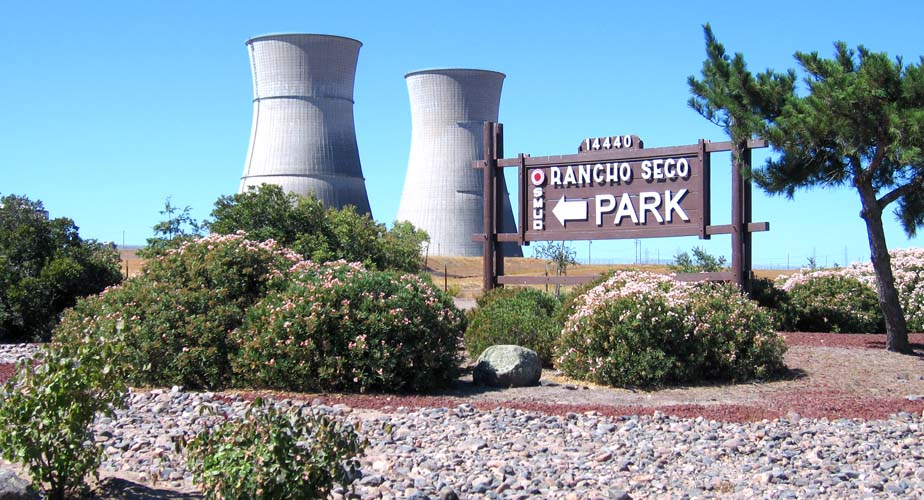 14440
RANCHO SECO
SMUD
PARK